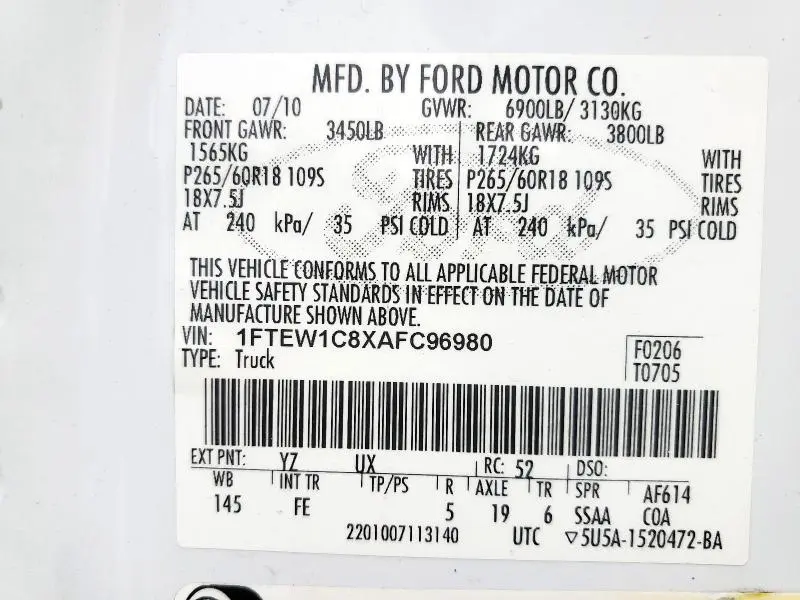 MFD. BY FORD MOTOR CO.
DATE: 07/10 GVWR: 6900LB/ 3130KG
FRONT GAWR: 3450LB REAR GAWR: 3800LB
1565KG WITH 1724KG WITH
P265/60R18 109S TIRES P265/60R18 109S TIRES
18X7.5J RIMS 18X7.5J RIMS
AT 240 kPa/ 35 PSI COLD AT 240 kPa/ 35 PSI COLD
THIS VEHICLE CONFORMS TO ALL APPLICABLE FEDERAL MOTOR
VEHICLE SAFETY STANDARDS IN EFFECT ON THE DATE OF
MANUFACTURE SHOWN ABOVE.
VIN: 1FTEW1C8XAFC96980
F0206
TYPE: Truck
T0705
EXT PNT: YZ UX RC: 52 DSO:
WB INT TR TP/PS R AXLE TR SPR AF614
145 FE 5 19 6 SSAA COA
2201007113140 UTC ▽5U5A-1520472-BA